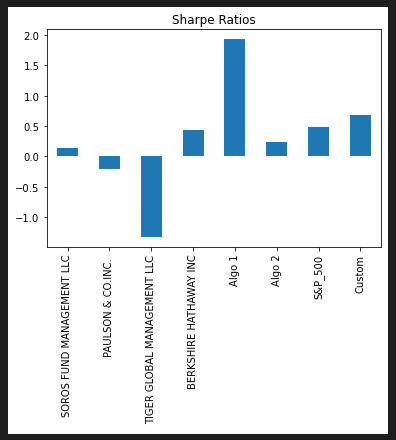 Sharpe Ratios
2.0
1.5
1.0
0.5
0.0
−0.5
−1.0
SOROS FUND MANAGEMENT LLC
PAULSON & CO.INC.
TIGER GLOBAL MANAGEMENT LLC
BERKSHIRE HATHAWAY INC
Algo 1
Algo 2
S&P_500
Custom